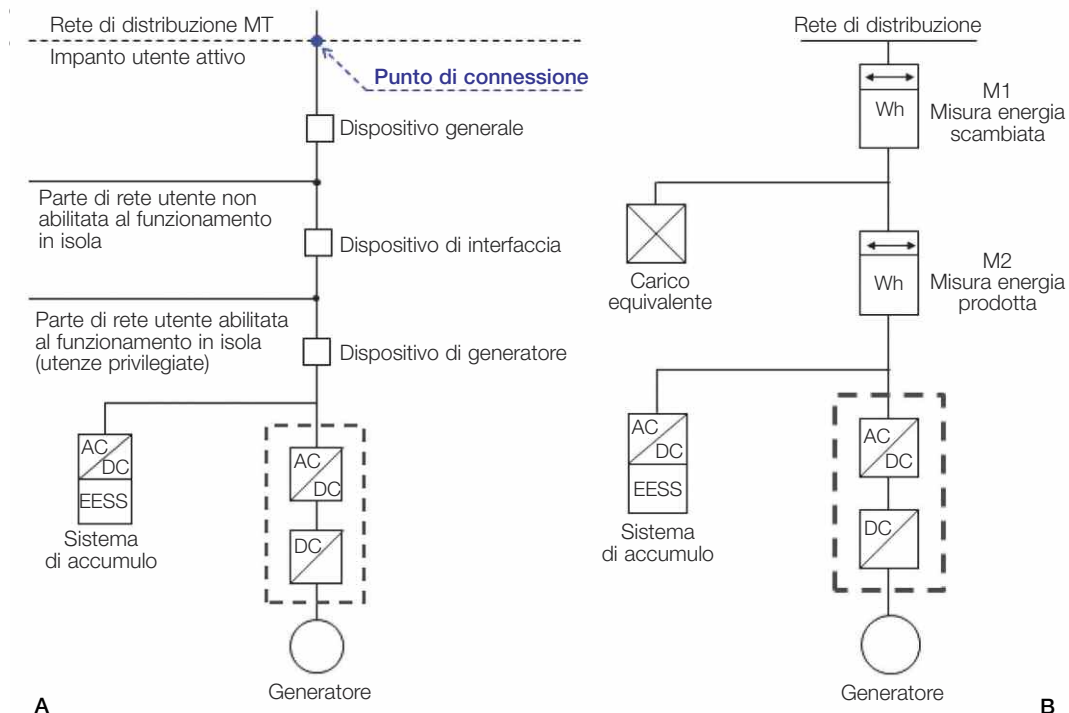 Rete di distribuzione MT
Impanto utente attivo
Punto di connessione
Dispositivo generale
Parte di rete utente non
abilitata al funzionamento
in isola
Dispositivo di interfaccia
Parte di rete utente abilitata
al funzionamento in isola
(utenze privilegiate)
Dispositivo di generatore
AC
DC
EESS
Sistema
di accumulo
AC
DC
DC
Generatore
A
Rete di distribuzione
Wh
M1
Misura energia
scambiata
Carico
equivalente
Wh
M2
Misura energia
prodotta
AC
DC
EESS
Sistema
di accumulo
AC
DC
DC
Generatore
B